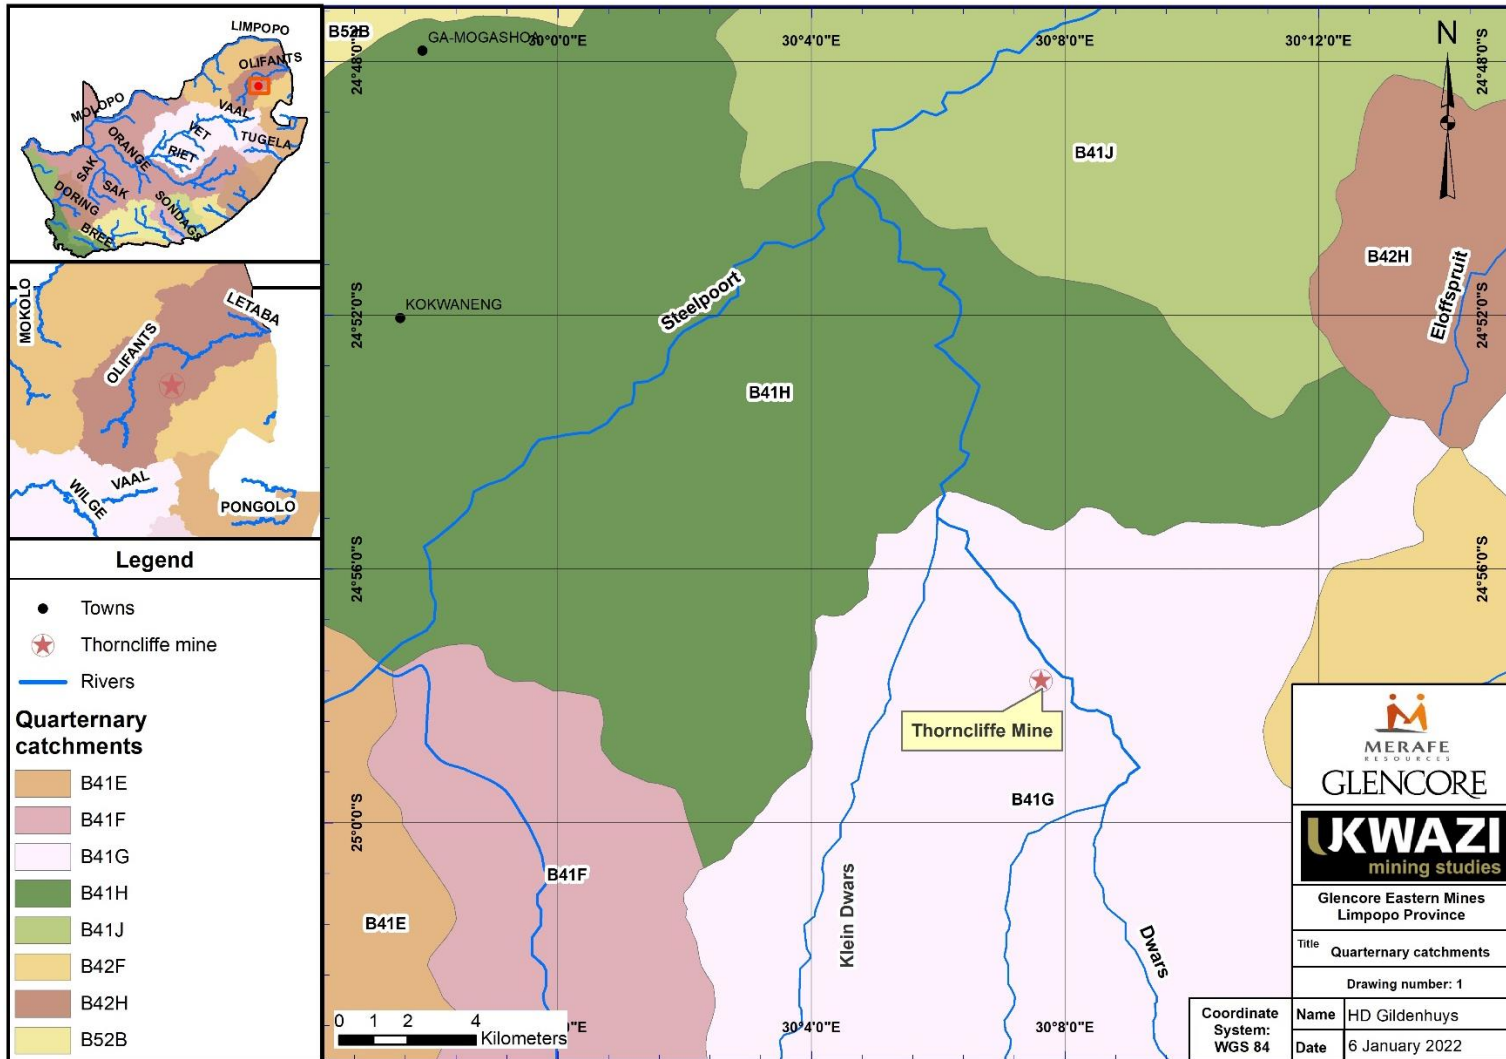 LIMPOPO
OLIFANTS
MOLOPO
VAAL
VET
TUGELA
ORANGE
RIET
SAK
SAK
DORING
SONDAGS
BREE
MOKOLO
LETABA
OLIFANTS
VAAL
WILGE
PONGOLO
Legend
Towns
Thorncliffe mine
Rivers
Quarternary
catchments
B41E
B41F
B41G
B41H
B41J
B42F
B42H
B52B
B52B
GA-MOGASHOA
30°0'0"E
30°4'0"E
30°8'0"E
30°12'0"E
N
24°48'0"S
24°48'0"S
B41J
B42H
Eloffspruit
Steelpoort
KOKWANENG
24°52'0"S
24°52'0"S
B41H
24°56'0"S
24°56'0"S
Thorncliffe Mine
B41G
25°0'0"S
B41F
B41E
Klein Dwars
Dwars
0 1 2 4
Kilometers
0'0"E
30°4'0"E
30°8'0"E
MERAFE
RESOURCES
GLENCORE
UKWAZI
mining studies
Glencore Eastern Mines
Limpopo Province
Title Quarternary catchments
Drawing number: 1
Coordinate
System:
WGS 84
Name HD Gildenhuys
Date 6 January 2022